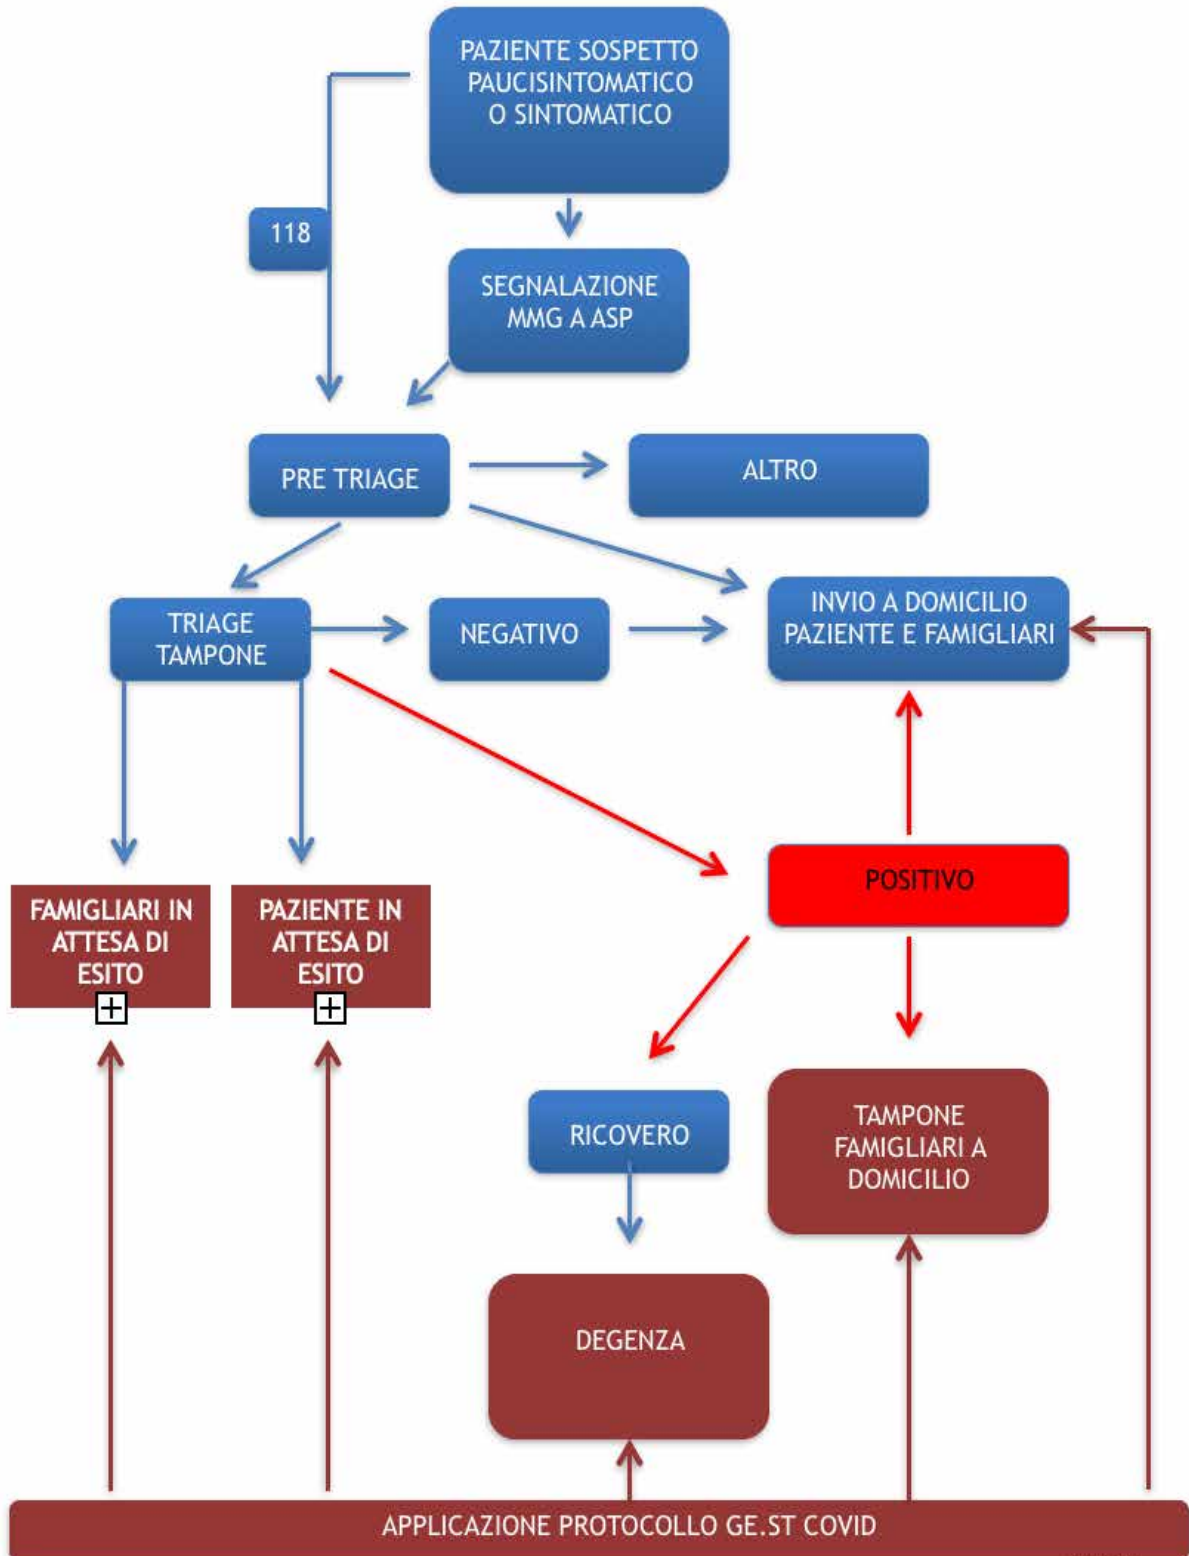 PAZIENTE SOSPETTO
PAUCISINTOMATICO
O SINTOMATICO
118
SEGNALAZIONE
MMG A ASP
PRE TRIAGE
ALTRO
TRIAGE
TAMPONE
NEGATIVO
INVIO A DOMICILIO
PAZIENTE E FAMIGLIARI
POSITIVO
FAMIGLIARI IN
ATTESA DI
ESITO
PAZIENTE IN
ATTESA DI
ESITO
RICOVERO
TAMPONE
FAMIGLIARI A
DOMICILIO
DEGENZA
APPLICAZIONE PROTOCOLLO GE.ST COVID